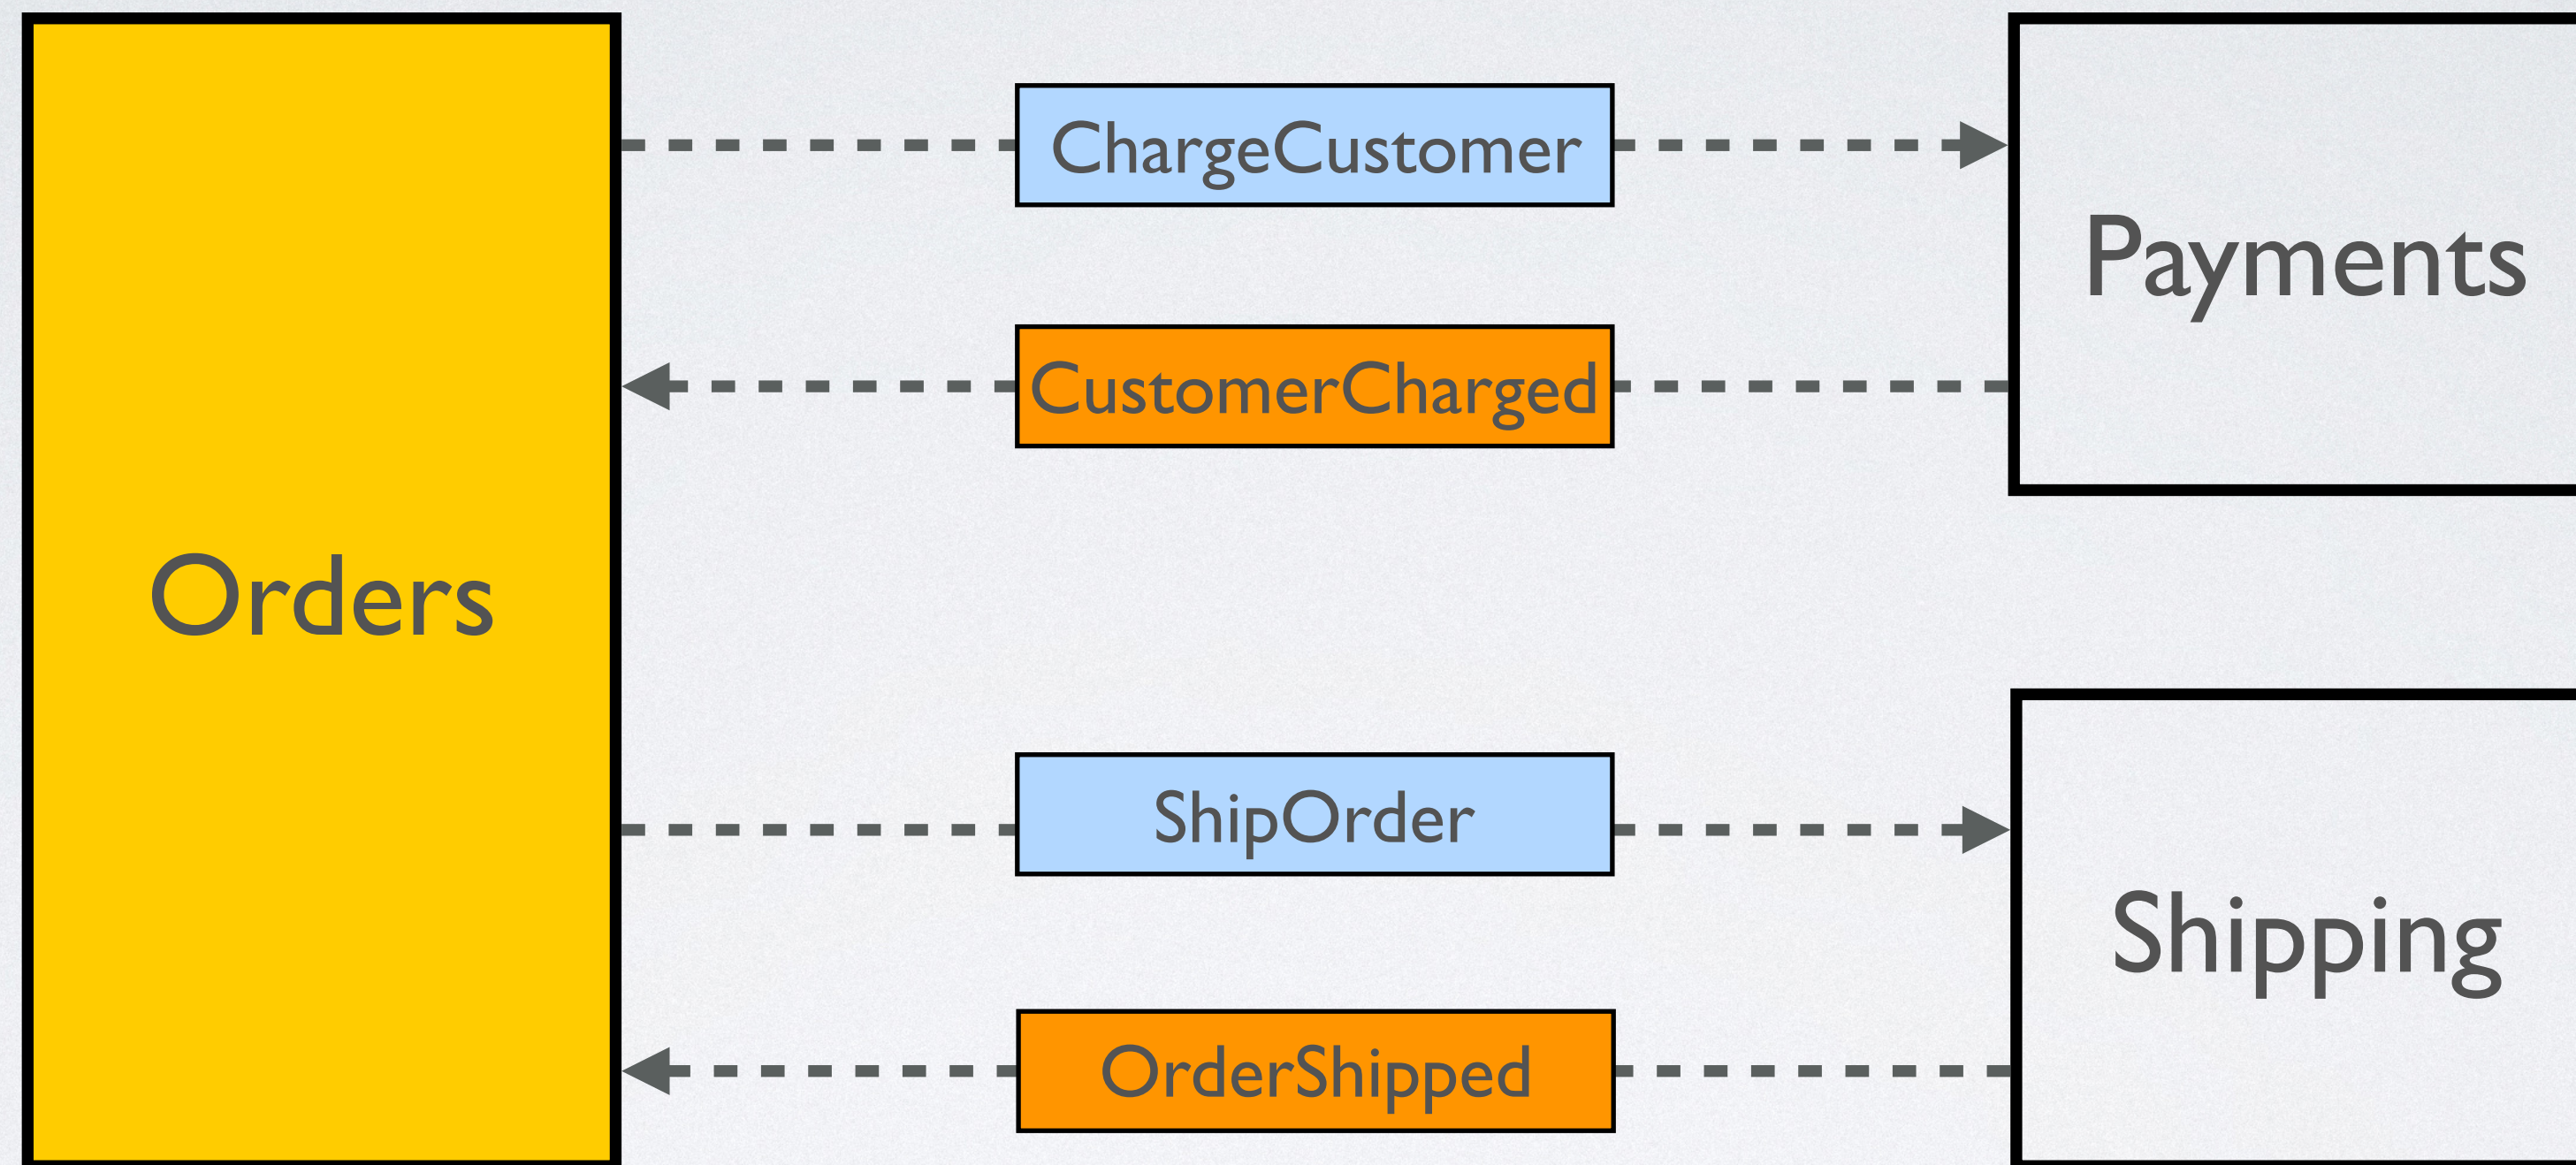 ChargeCustomer
Payments
CustomerCharged
Orders
ShipOrder
Shipping
OrderShipped